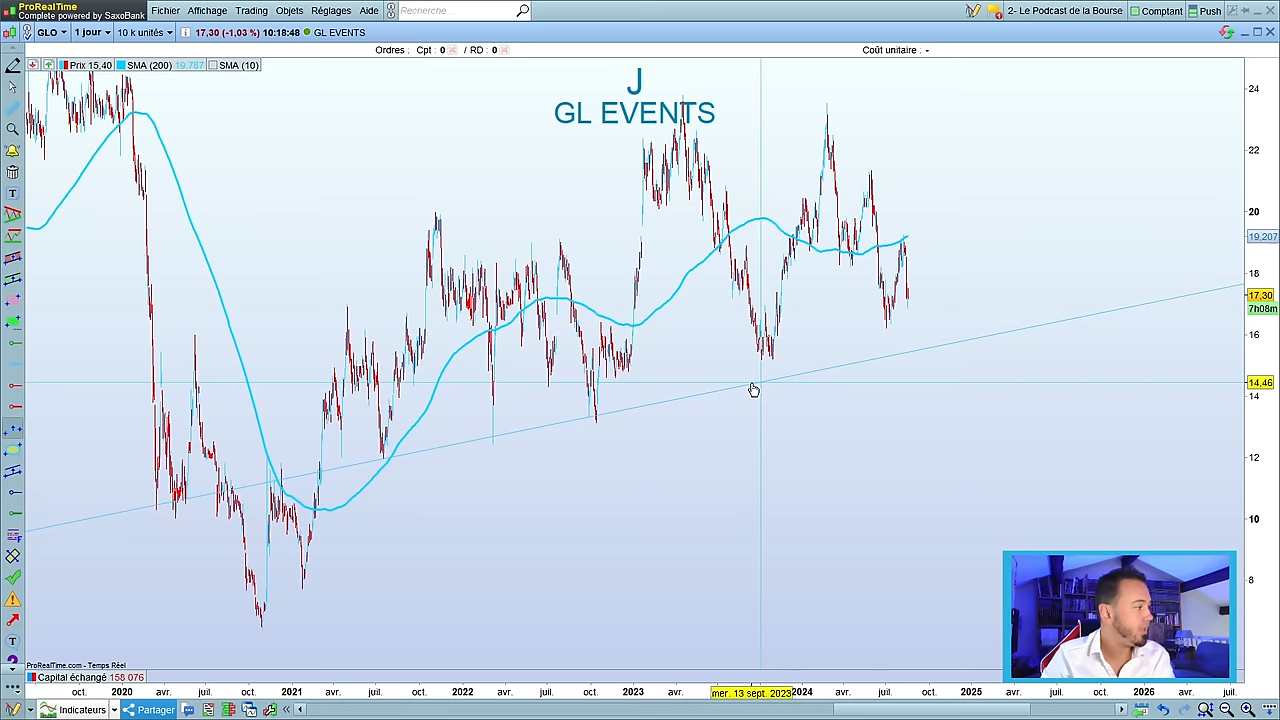 ProRealTime
Complete powered by SaxoBank
Fichier Affichage Trading Options Réglages Aide Recherche... 2- Le Podcast de la Bourse Comptant Push
GLO 1 jour 10 k unités 17,30 (-1,03 %) 10:18:48 GL EVENTS
Ordres : Cpt : 0 / RD : 0 Coût unitaire : -
Prix 15,40 SMA (200) 19.787 SMA (10)
J
GL EVENTS
24
22
20
19,207
18
17,30
7h08m
16
14,46
14
12
10
8
ProRealTime.com - Temps Réel
Capital échangé 158 076
oct. 2020 avr. juil. oct. 2021 avr. juil. oct. 2022 avr. juil. oct. 2023 avr. mer. 13 sept. 2023 2024 avr. juil. oct. 2025 avr. juil. oct. 2026 avr. juil.
Indicateurs Partager